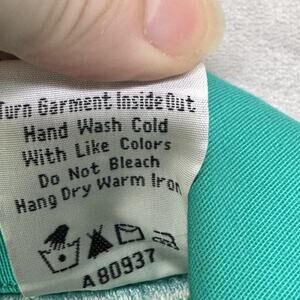 Turn Garment Inside Out
Hand Wash Cold
With Like Colors
Do Not Bleach
Hang Dry Warm Iron
A80937